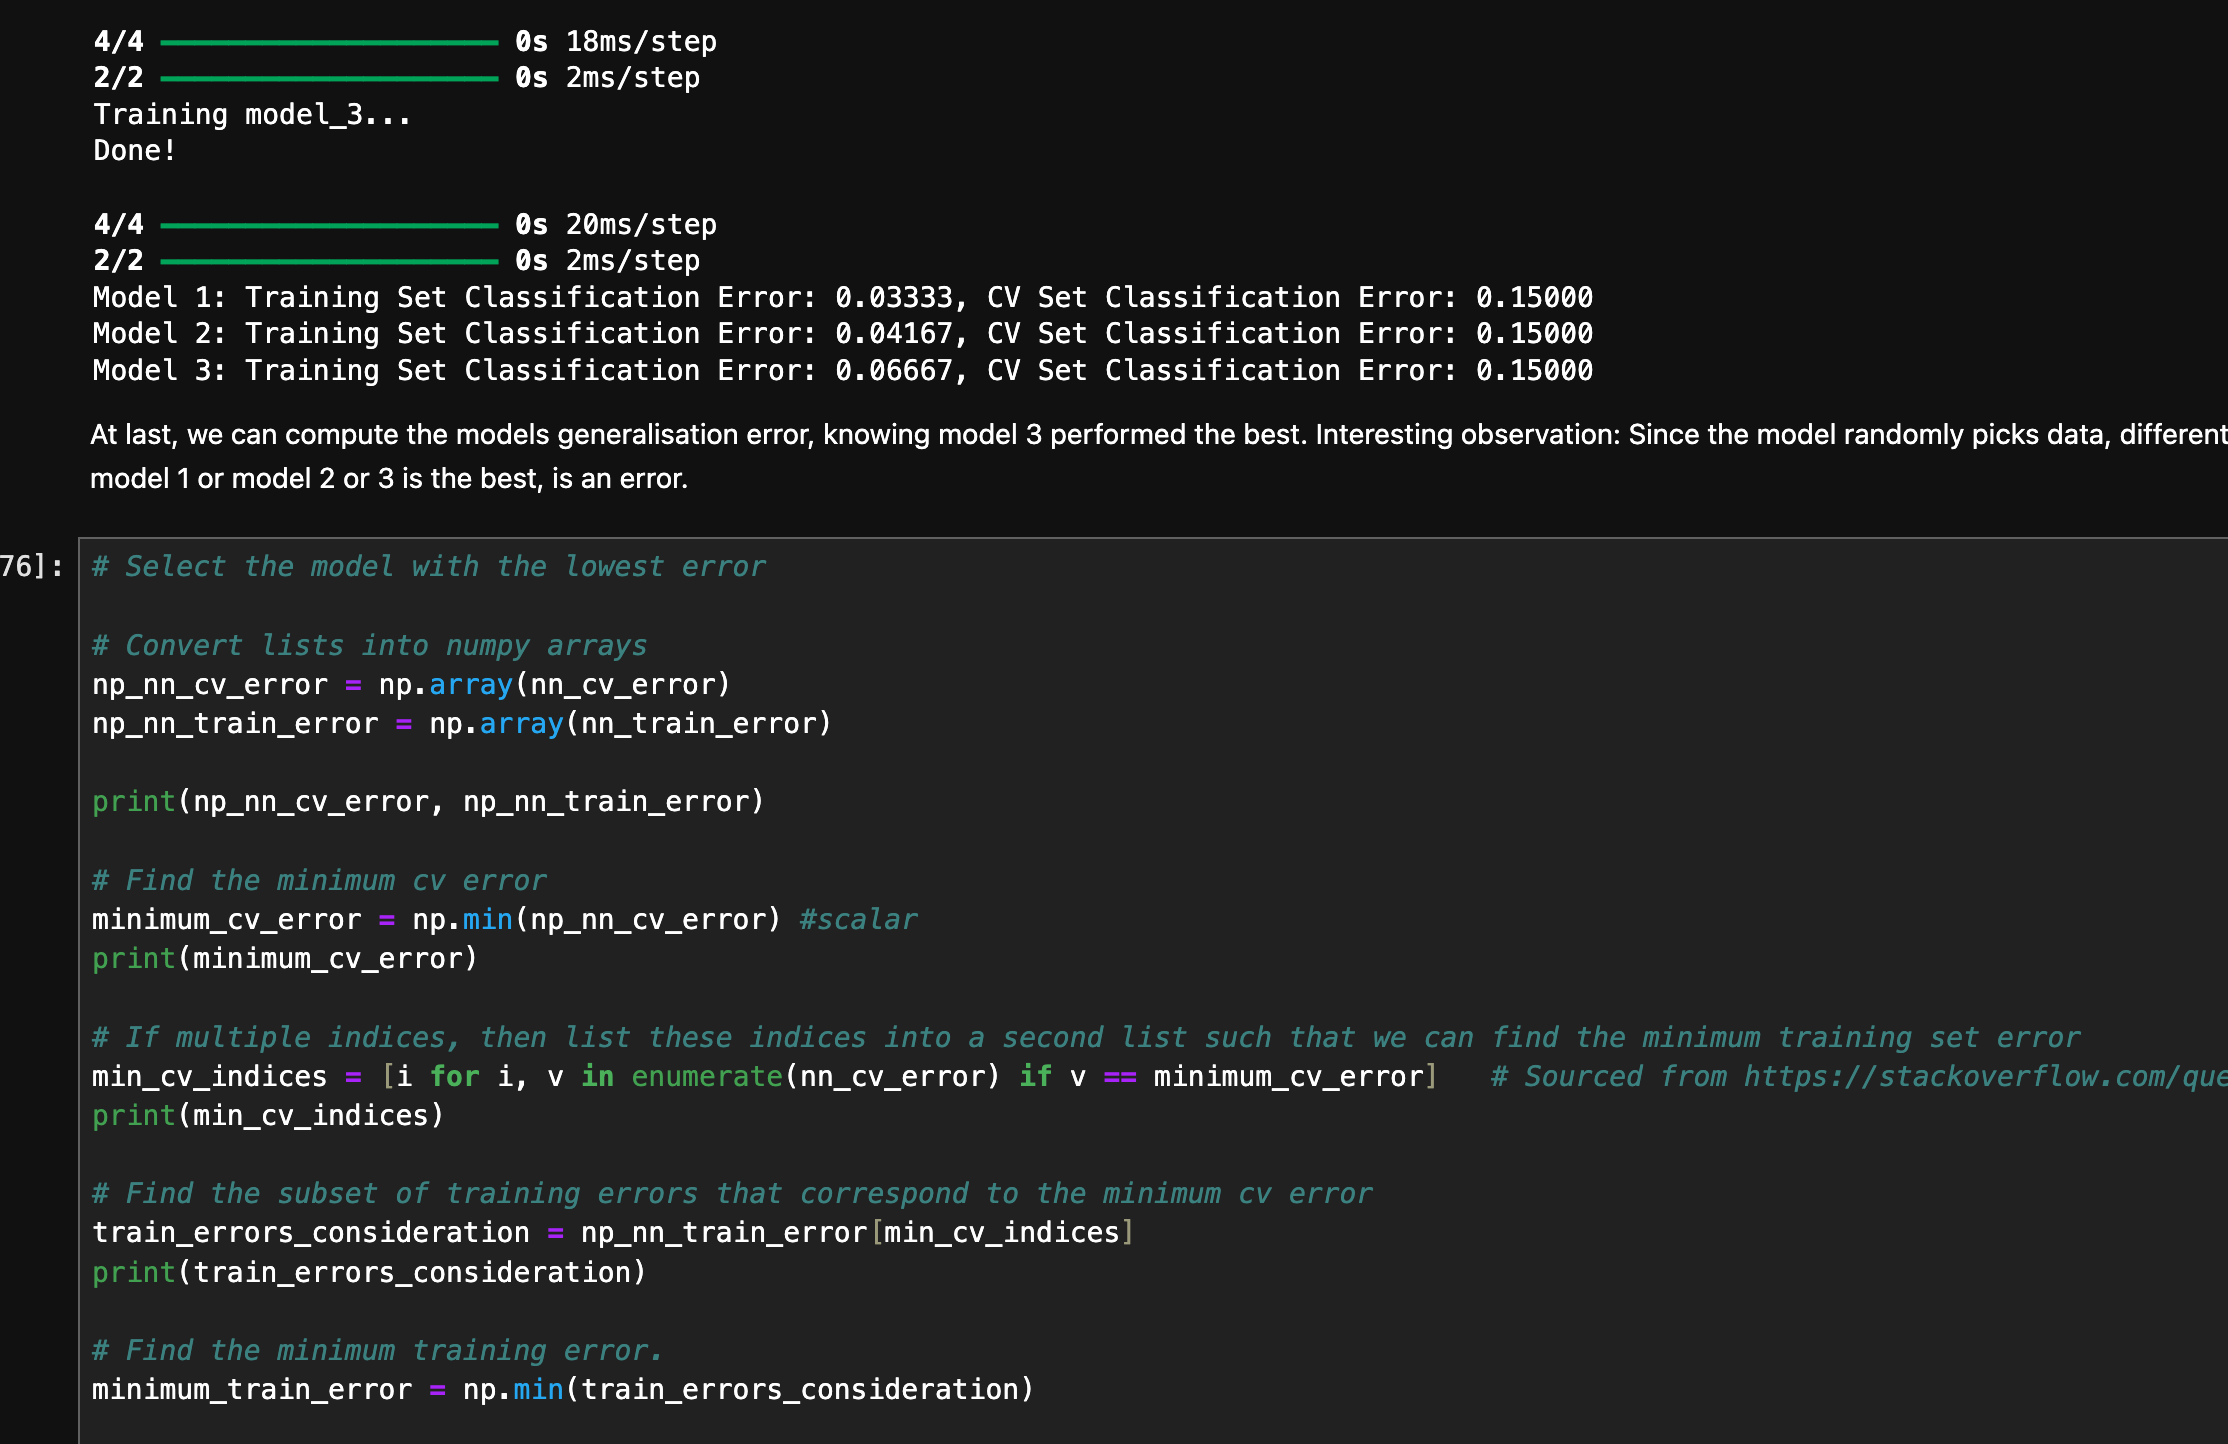 4/4 ━━━━━━━━━━━━━━━━━━━━ 0s 18ms/step
2/2 ━━━━━━━━━━━━━━━━━━━━ 0s 2ms/step
Training model_3...
Done!
4/4 ━━━━━━━━━━━━━━━━━━━━ 0s 20ms/step
2/2 ━━━━━━━━━━━━━━━━━━━━ 0s 2ms/step
Model 1: Training Set Classification Error: 0.03333, CV Set Classification Error: 0.15000
Model 2: Training Set Classification Error: 0.04167, CV Set Classification Error: 0.15000
Model 3: Training Set Classification Error: 0.06667, CV Set Classification Error: 0.15000
At last, we can compute the models generalisation error, knowing model 3 performed the best. Interesting observation: Since the model randomly picks data, different
model 1 or model 2 or 3 is the best, is an error.
76]:
# Select the model with the lowest error
# Convert lists into numpy arrays
np_nn_cv_error = np.array(nn_cv_error)
np_nn_train_error = np.array(nn_train_error)
print(np_nn_cv_error, np_nn_train_error)
# Find the minimum cv error
minimum_cv_error = np.min(np_nn_cv_error) #scalar
print(minimum_cv_error)
# If multiple indices, then list these indices into a second list such that we can find the minimum training set error
min_cv_indices = [i for i, v in enumerate(nn_cv_error) if v == minimum_cv_error]   # Sourced from https://stackoverflow.com/que
print(min_cv_indices)
# Find the subset of training errors that correspond to the minimum cv error
train_errors_consideration = np_nn_train_error[min_cv_indices]
print(train_errors_consideration)
# Find the minimum training error.
minimum_train_error = np.min(train_errors_consideration)